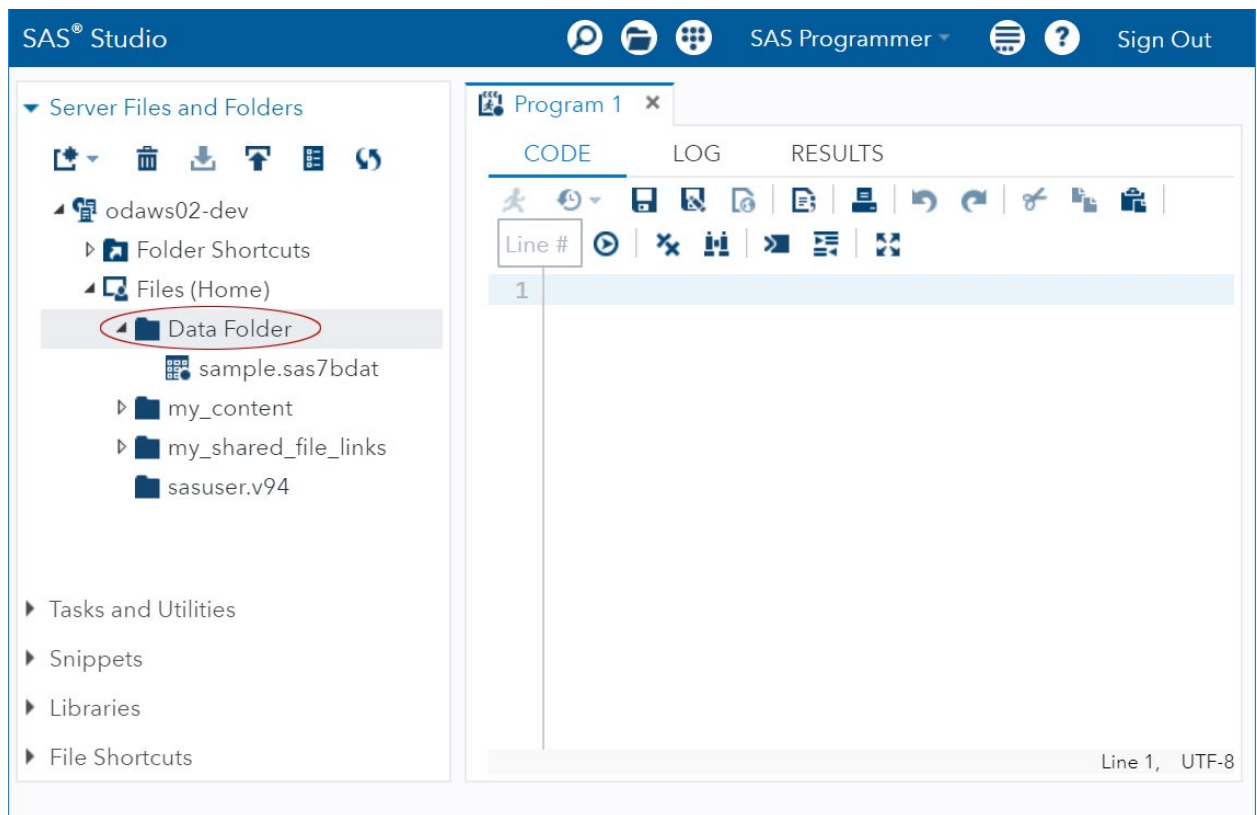 SAS® Studio
SAS Programmer
Sign Out
Server Files and Folders
odaws02-dev
Folder Shortcuts
Files (Home)
Data Folder
sample.sas7bdat
my_content
my_shared_file_links
sasuser.v94
Tasks and Utilities
Snippets
Libraries
File Shortcuts
Program 1
CODE LOG RESULTS
Line #
1
Line 1, UTF-8